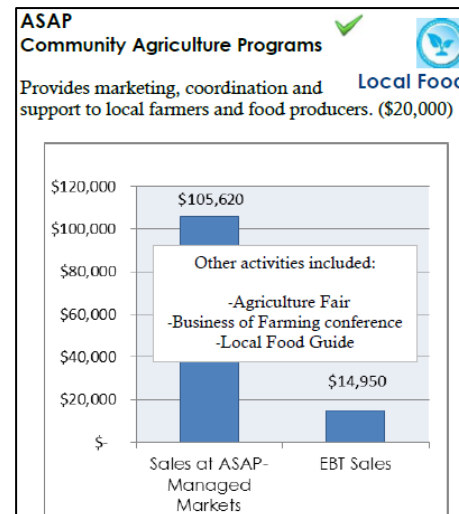 ASAP
Community Agriculture Programs
Local Food
Provides marketing, coordination and
support to local farmers and food producers. ($20,000)
$120,000
$100,000
$80,000
$60,000
$40,000
$20,000
$-
$105,620
Other activities included:
-Agriculture Fair
-Business of Farming conference
-Local Food Guide
$14,950
Sales at ASAP-
Managed
Markets
EBT Sales